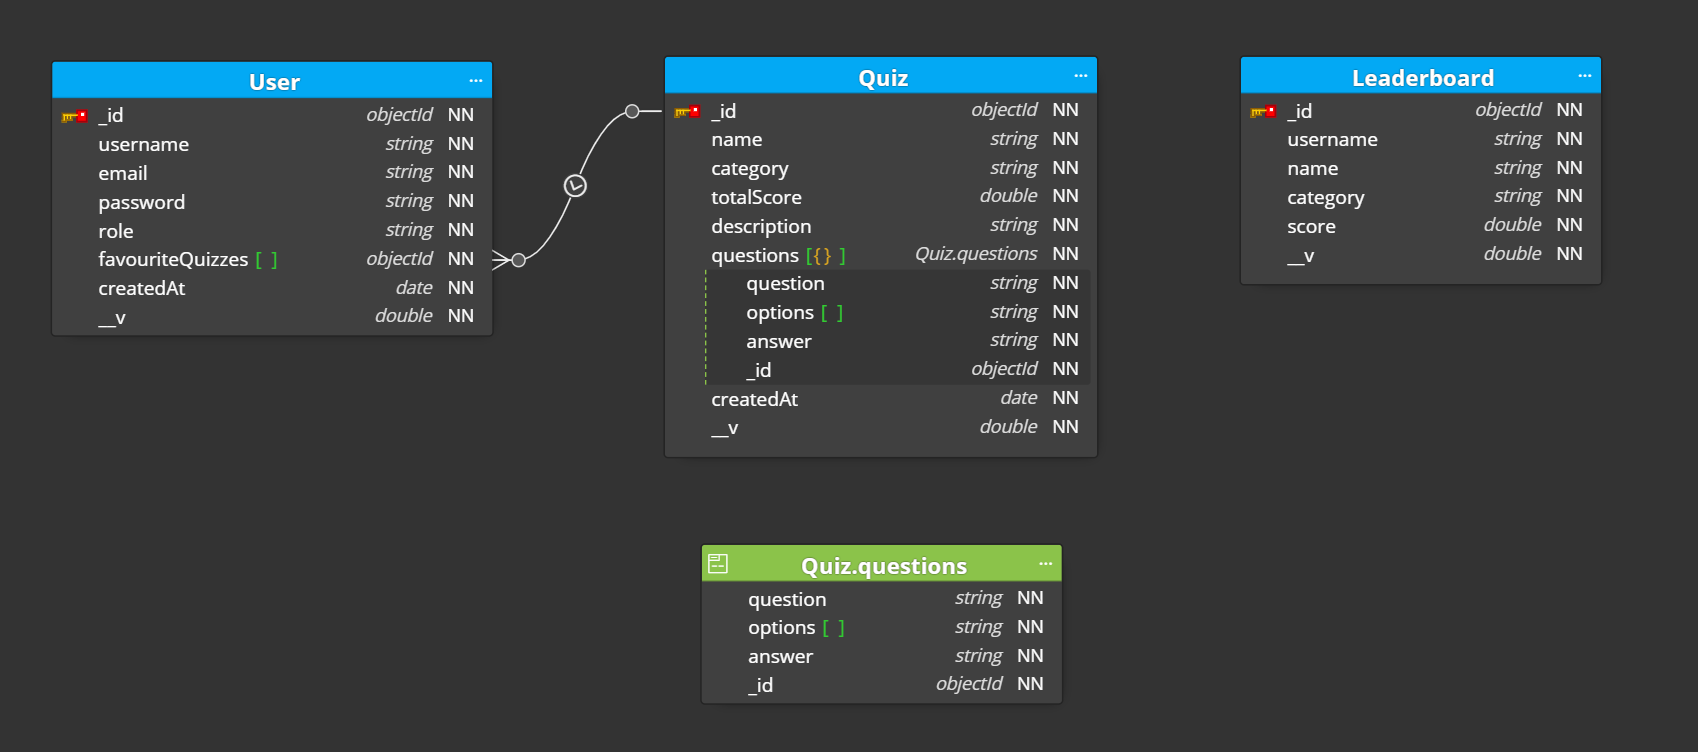 User ...
_id objectId NN
username string NN
email string NN
password string NN
role string NN
favouriteQuizzes [ ] objectId NN
createdAt date NN
__v double NN
Quiz ...
_id objectId NN
name string NN
category string NN
totalScore double NN
description string NN
questions [{} ] Quiz.questions NN
question string NN
options [ ] string NN
answer string NN
_id objectId NN
createdAt date NN
__v double NN
Leaderboard ...
_id objectId NN
username string NN
name string NN
category string NN
score double NN
__v double NN
Quiz.questions ...
question string NN
options [ ] string NN
answer string NN
_id objectId NN